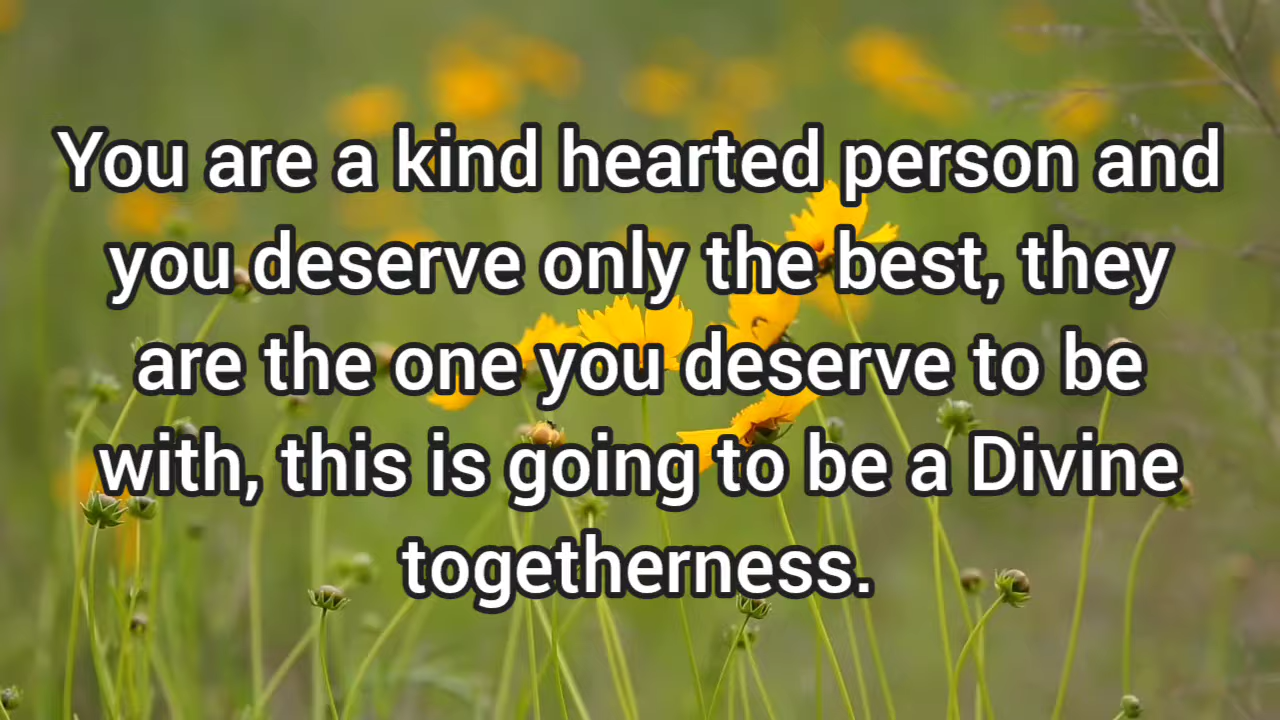 You are a kind hearted person and
you deserve only the best, they
are the one you deserve to be
with, this is going to be a Divine
togetherness.